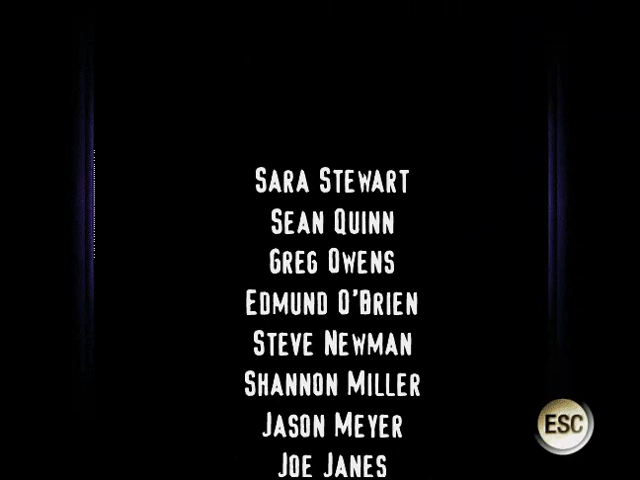 SARA STEWART
SEAN QUINN
GREG OWENS
EDMUND O'BRIEN
STEVE NEWMAN
SHANNON MILLER
JASON MEYER
JOE JANES
ESC